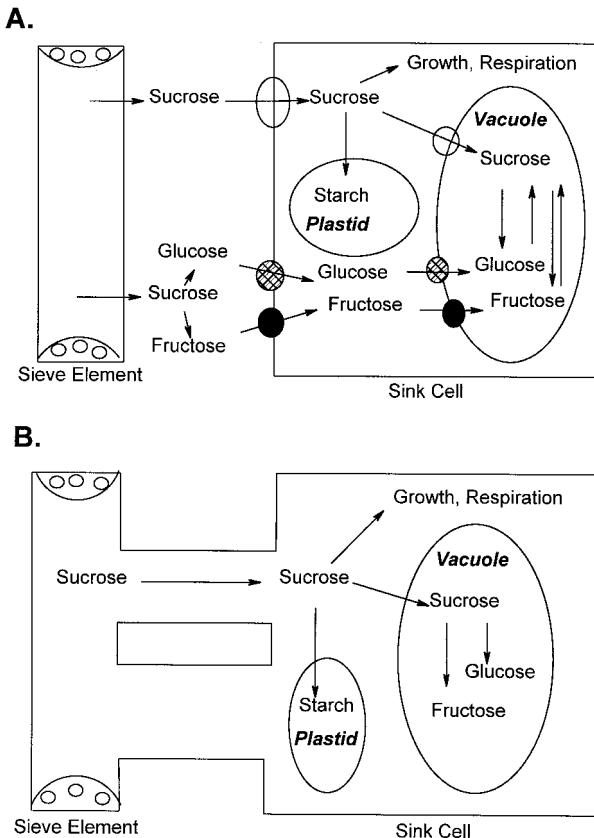 A.
Growth, Respiration
Sucrose Sucrose
Vacuole
Sucrose
Starch
Plastid
Glucose
Glucose Glucose
Sucrose Fructose Fructose
Fructose
Sieve Element
Sink Cell
B.
Growth, Respiration
Vacuole
Sucrose Sucrose
Sucrose
Glucose
Starch Fructose
Plastid
Sieve Element Sink Cell